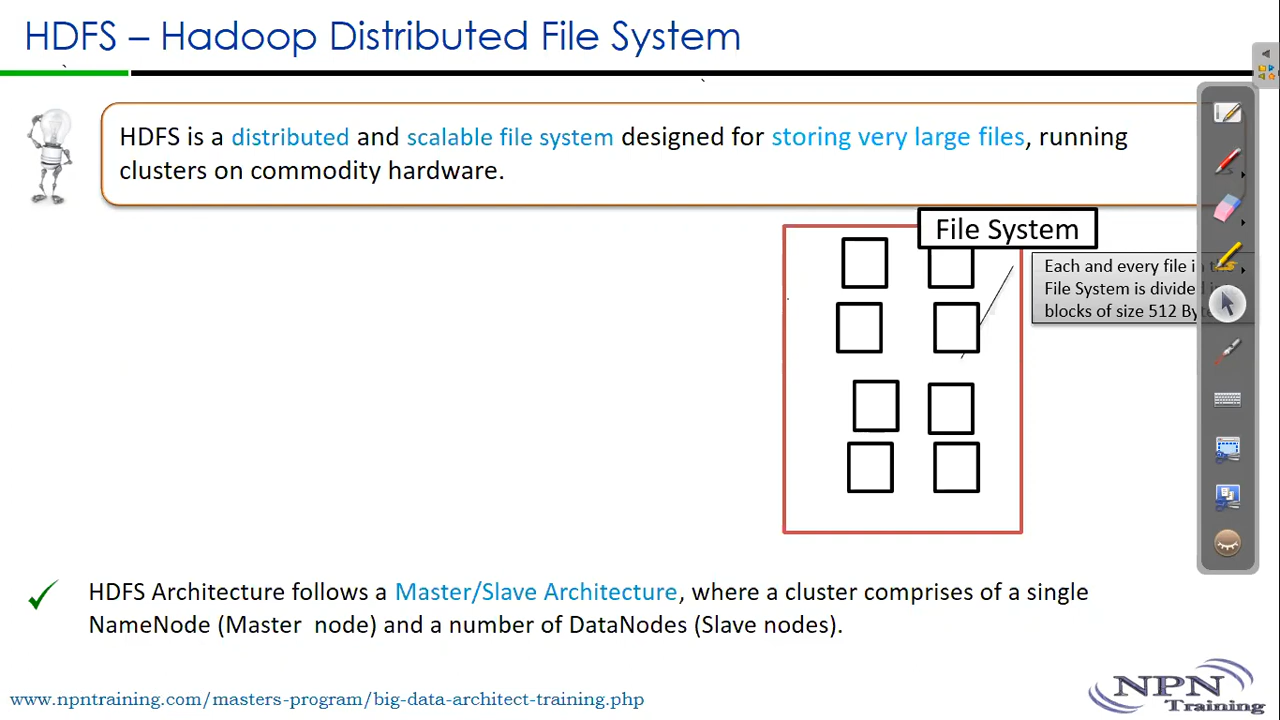 HDFS – Hadoop Distributed File System
HDFS is a distributed and scalable file system designed for storing very large files, running
clusters on commodity hardware.
File System
Each and every file in
File System is divided
blocks of size 512
HDFS Architecture follows a Master/Slave Architecture, where a cluster comprises of a single
NameNode (Master node) and a number of DataNodes (Slave nodes).
www.npntraining.com/masters-program/big-data-architect-training.php
NPN
Training